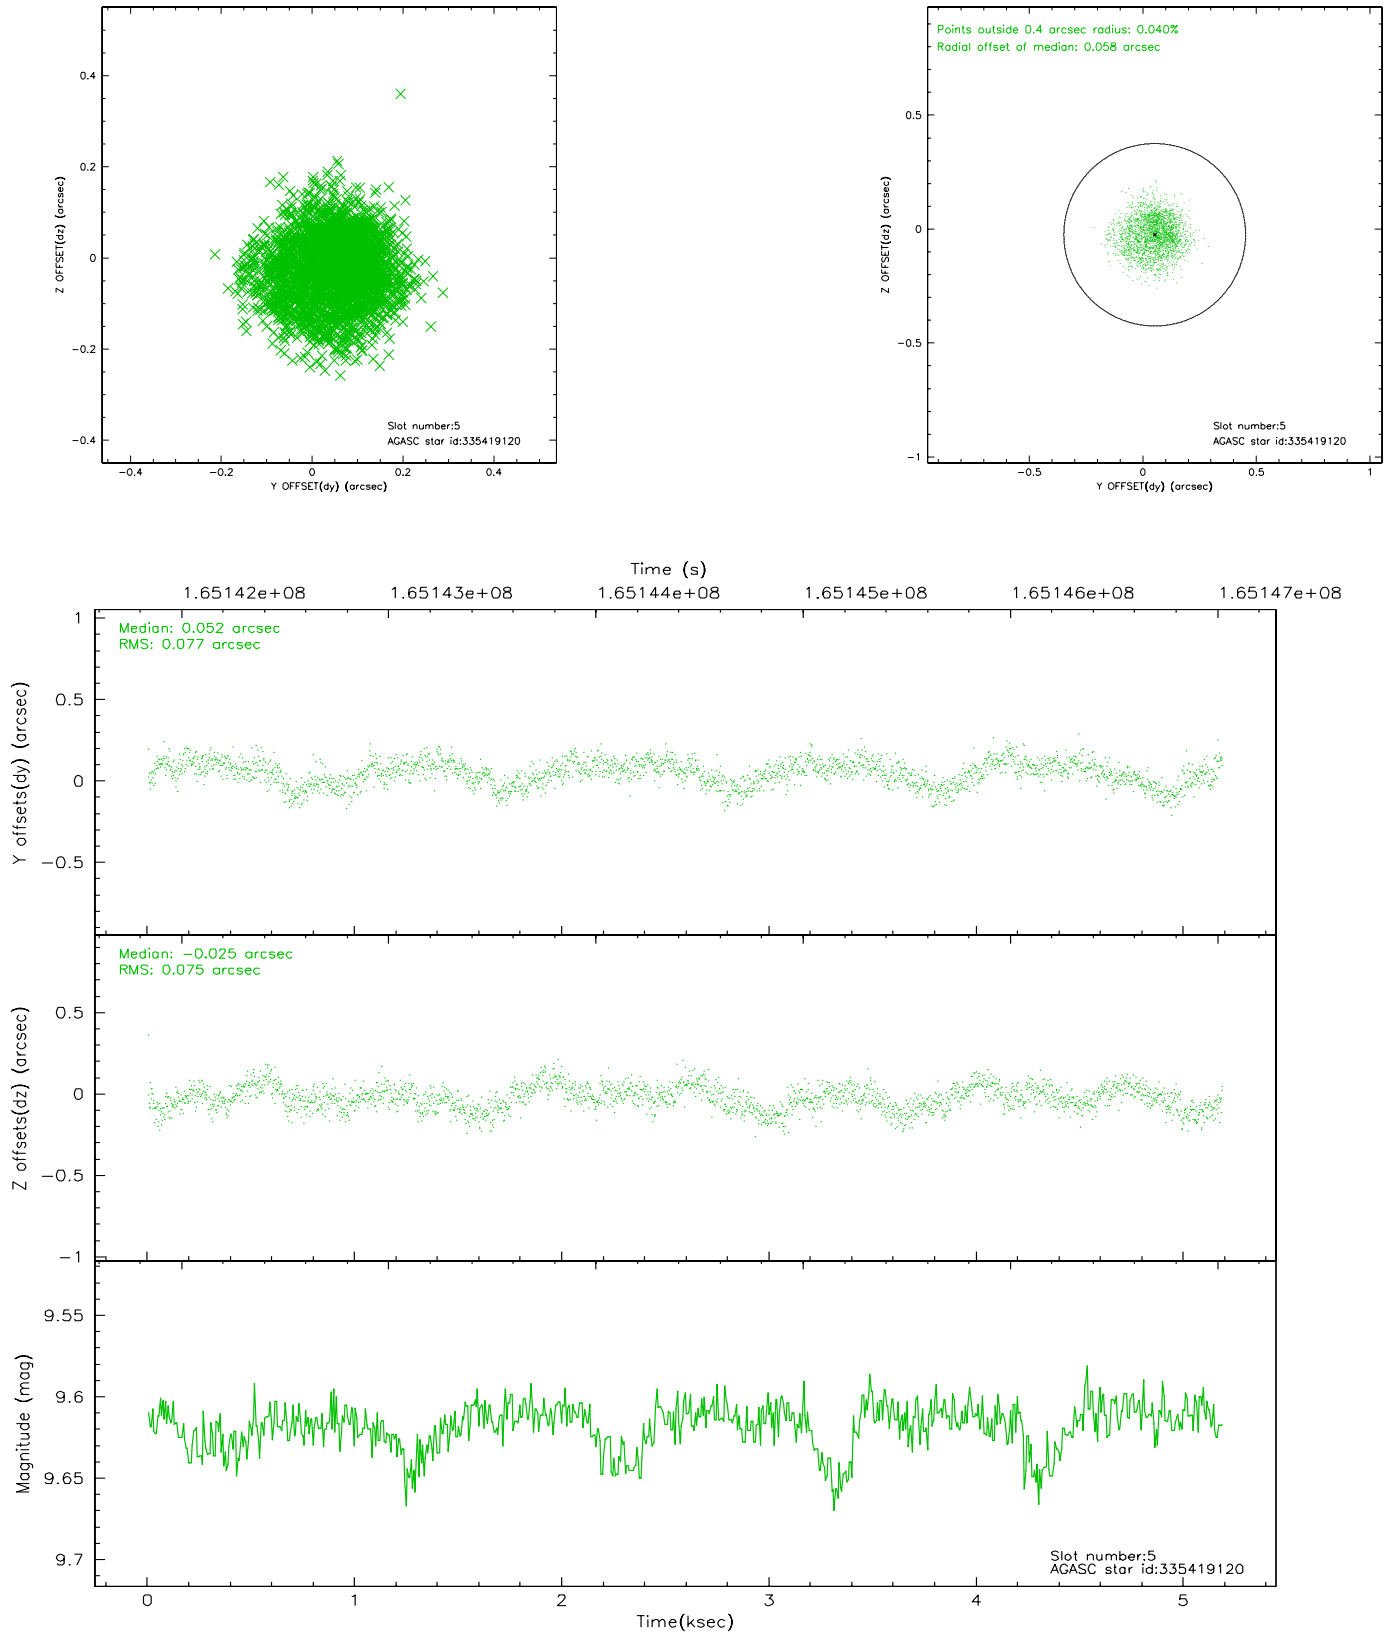 0.4
0.2
0
−0.2
−0.4
Z OFFSET(dz) (arcsec)
Slot number:5
AGASC star id:335419120
−0.4 −0.2 0 0.2 0.4
Y OFFSET(dy) (arcsec)
Points outside 0.4 arcsec radius: 0.040%
Radial offset of median: 0.058 arcsec
0.5
0
−0.5
−1
Z OFFSET(dz) (arcsec)
Slot number:5
AGASC star id:335419120
−0.5 0 0.5 1
Y OFFSET(dy) (arcsec)
Time (s)
1.65142e+08 1.65143e+08 1.65144e+08 1.65145e+08 1.65146e+08 1.65147e+08
Median: 0.052 arcsec
RMS: 0.077 arcsec
1
0.5
0
−0.5
Y offsets(dy) (arcsec)
Median: −0.025 arcsec
RMS: 0.075 arcsec
0.5
0
−0.5
−1
Z offsets(dz) (arcsec)
9.55
9.6
9.65
9.7
Magnitude (mag)
Slot number:5
AGASC star id:335419120
0 1 2 3 4 5
Time(ksec)